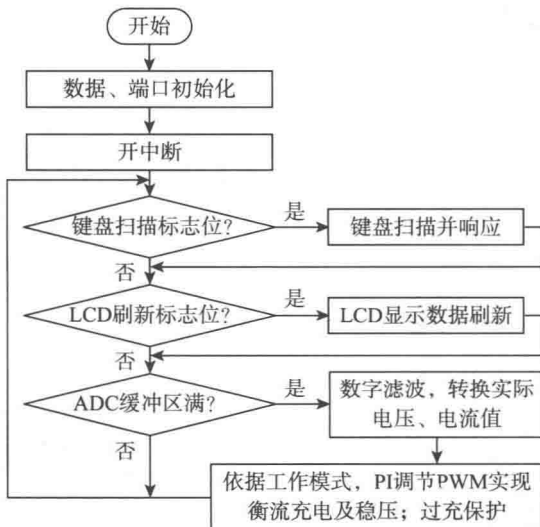 开始
数据、端口初始化
开中断
键盘扫描标志位?
是
键盘扫描并响应
否
LCD刷新标志位?
是
LCD显示数据刷新
否
ADC缓冲区满?
是
数字滤波，转换实际
电压、电流值
否
依据工作模式，PI调节PWM实现
衡流充电及稳压；过充保护